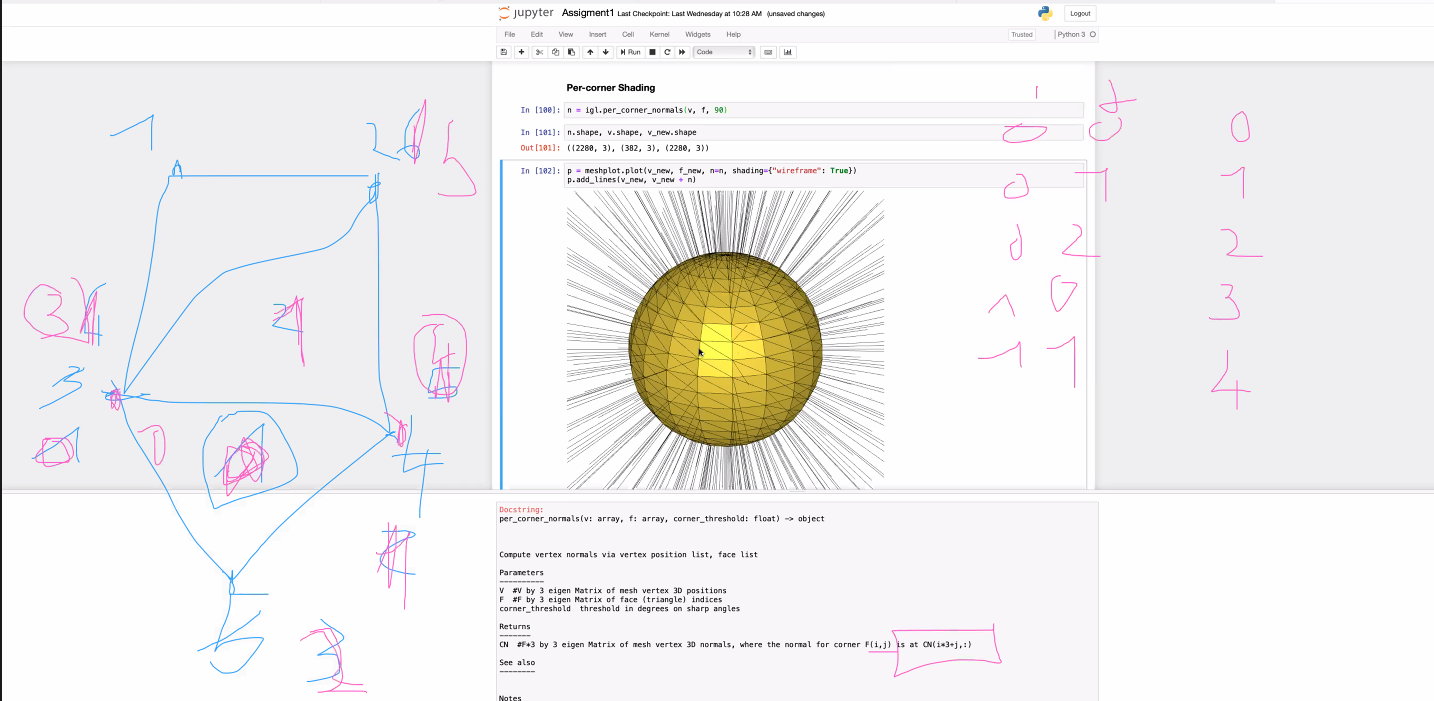 jupyter Assigment1 Last Checkpoint: Last Wednesday at 10:28 AM (unsaved changes)
Logout
File Edit View Insert Cell Kernel Widgets Help
Trusted
Python 3
Run
Code
Per-corner Shading
In [100]: n = igl.per_corner_normals(v, f, 90)
In [101]: n.shape, v.shape, v_new.shape
Out[101]: ((2280, 3), (382, 3), (2280, 3))
In [102]: p = meshplot.plot(v_new, f_new, n=n, shading={"wireframe": True})
p.add_lines(v_new, v_new + n)
1
2
5
3
2
3
4
5
3
i j
0 0 0
0 1 1
0 2 2
1 0 3
1 1 4
Docstring:
per_corner_normals(v: array, f: array, corner_threshold: float) -> object
Compute vertex normals via vertex position list, face list
Parameters
----------
V #V by 3 eigen Matrix of mesh vertex 3D positions
F #F by 3 eigen Matrix of face (triangle) indices
corner_threshold threshold in degrees on sharp angles
Returns
-------
CN #F*3 by 3 eigen Matrix of mesh vertex 3D normals, where the normal for corner F(i,j) is at CN(i*3+j,:)
See also
--------
Notes